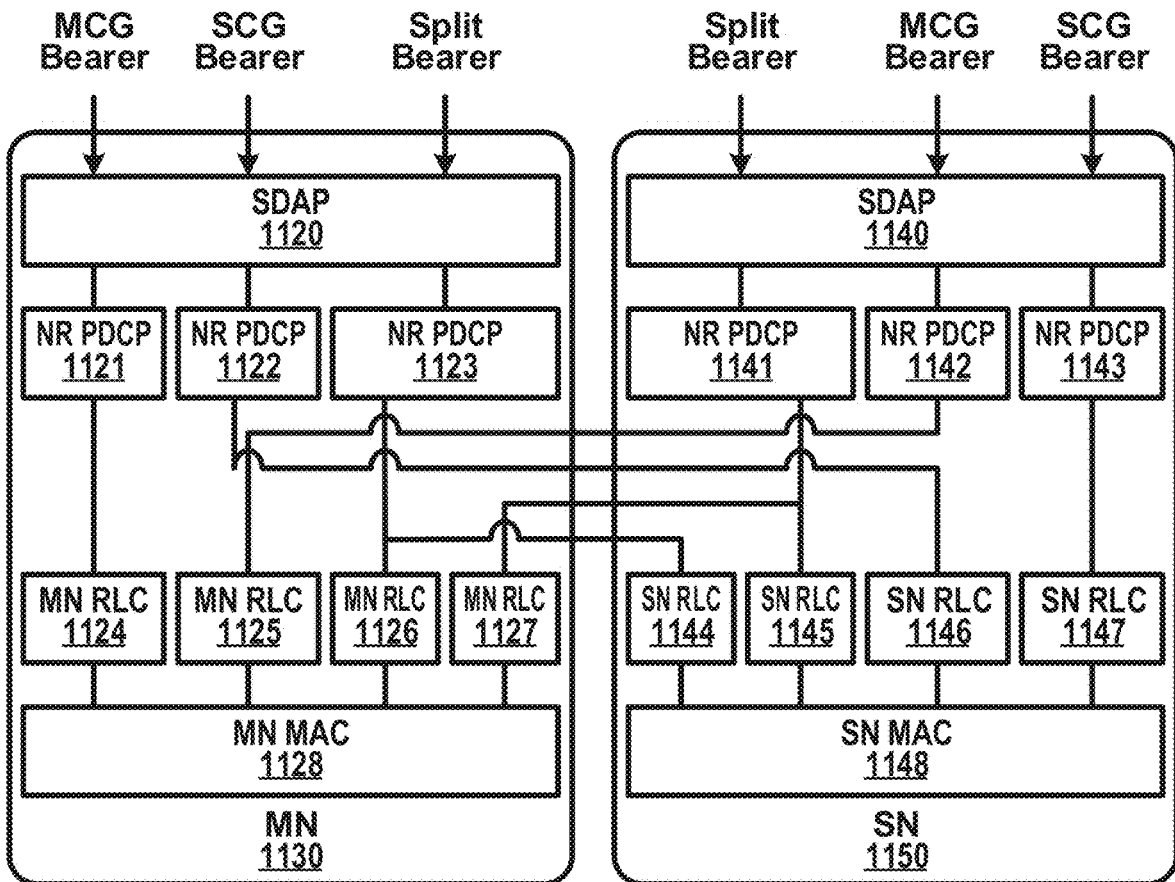 MCG Bearer
SCG Bearer
Split Bearer
Split Bearer
MCG Bearer
SCG Bearer
SDAP
1120
SDAP
1140
NR PDCP
1121
NR PDCP
1122
NR PDCP
1123
NR PDCP
1141
NR PDCP
1142
NR PDCP
1143
MN RLC
1124
MN RLC
1125
MN RLC
1126
MN RLC
1127
SN RLC
1144
SN RLC
1145
SN RLC
1146
SN RLC
1147
MN MAC
1128
SN MAC
1148
MN
1130
SN
1150